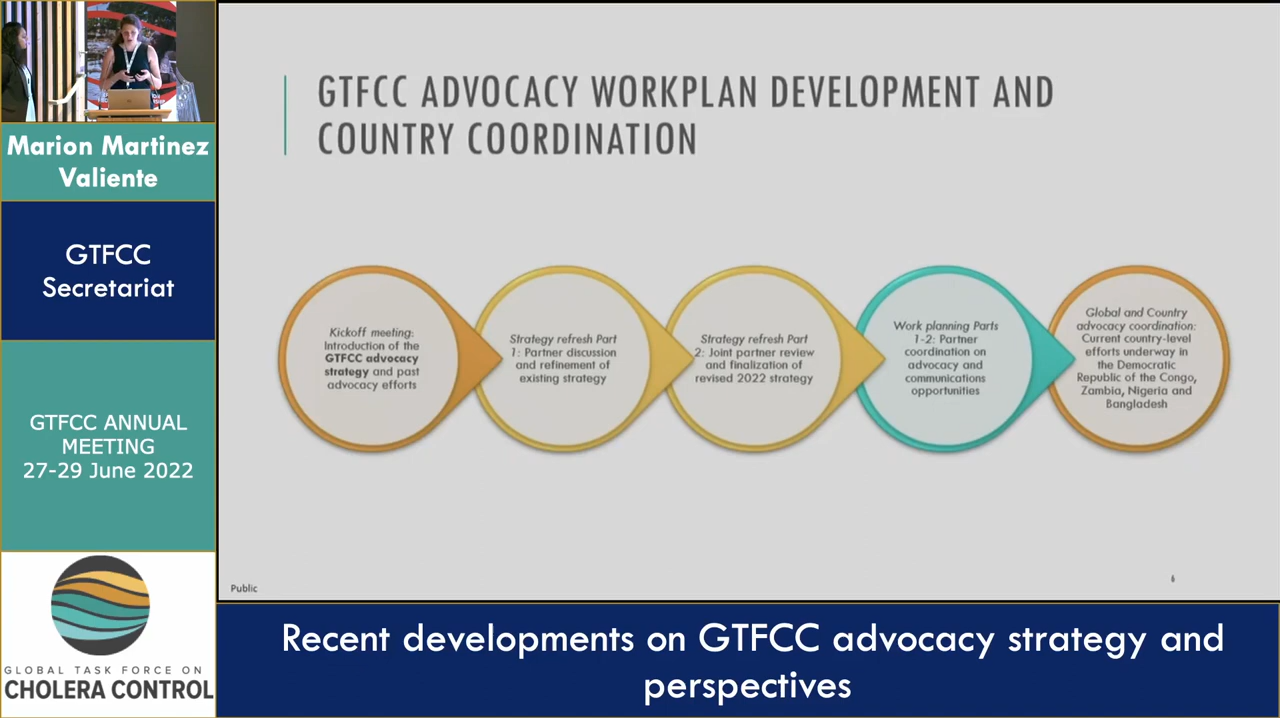 Marion Martinez
Valiente
GTFCC
Secretariat
GTFCC ANNUAL
MEETING
27-29 June 2022
GLOBAL TASK FORCE ON
CHOLERA CONTROL
GTFCC ADVOCACY WORKPLAN DEVELOPMENT AND
COUNTRY COORDINATION
Kickoff meeting:
Introduction of the
GTFCC advocacy
strategy and past
advocacy efforts
Strategy refresh Part
1: Partner discussion
and refinement of
existing strategy
Strategy refresh Part
2: Joint partner review
and finalization of
revised 2022 strategy
Work planning Parts
1-2: Partner
coordination on
advocacy and
communications
opportunities
Global and Country
advocacy coordination:
Current country-level
efforts underway in
the Democratic
Republic of the Congo,
Zambia, Nigeria and
Bangladesh
Public
6
Recent developments on GTFCC advocacy strategy and
perspectives